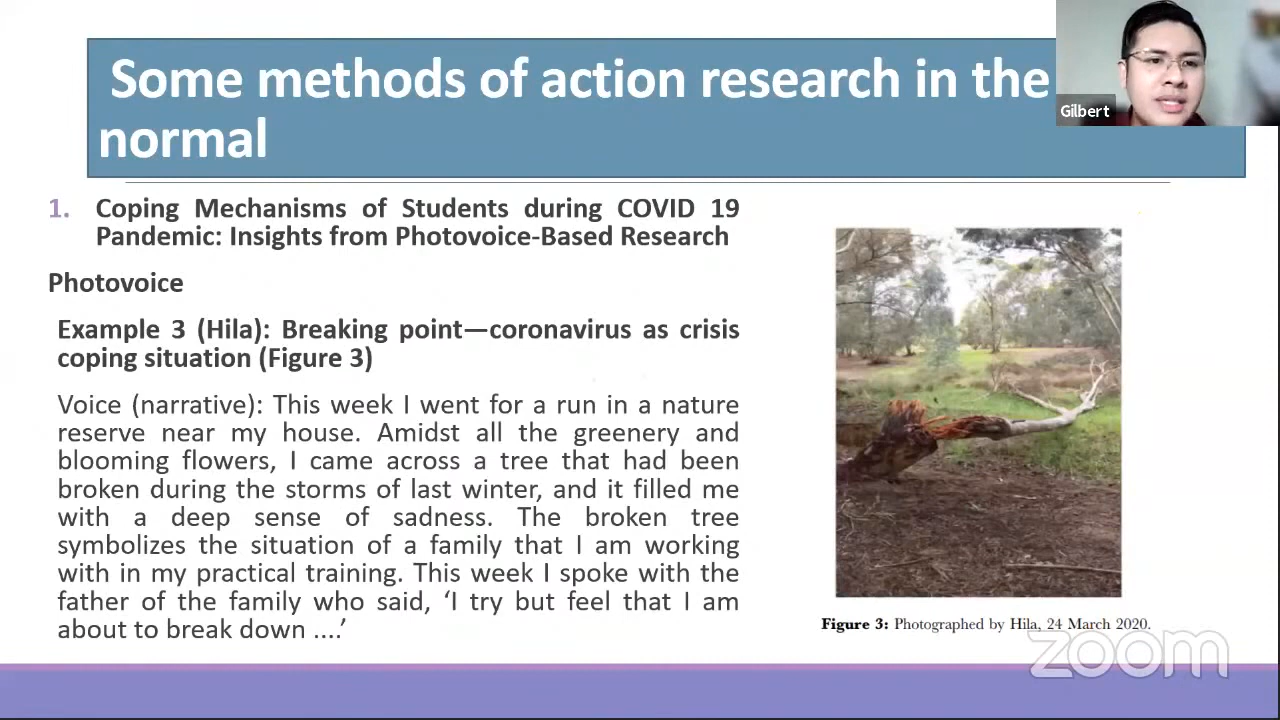 Some methods of action research in the
normal
Gilbert
1. Coping Mechanisms of Students during COVID 19
Pandemic: Insights from Photovoice-Based Research
Photovoice
Example 3 (Hila): Breaking point—coronavirus as crisis
coping situation (Figure 3)
Voice (narrative): This week I went for a run in a nature
reserve near my house. Amidst all the greenery and
blooming flowers, I came across a tree that had been
broken during the storms of last winter, and it filled me
with a deep sense of sadness. The broken tree
symbolizes the situation of a family that I am working
with in my practical training. This week I spoke with the
father of the family who said, ‘I try but feel that I am
about to break down ....’
Figure 3: Photographed by Hila, 24 March 2020.
zoom